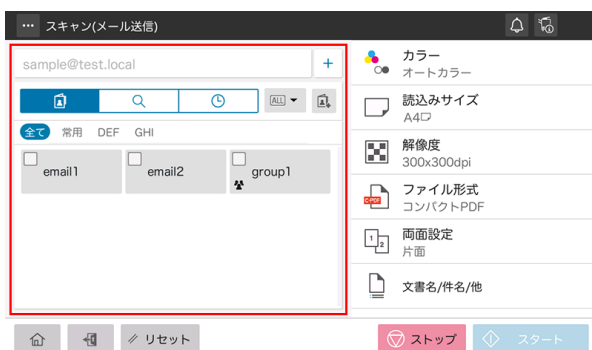 スキャン(メール送信)
sample@test.local
+
ALL
全て 常用 DEF GHI
email1 email2 group1
カラー
オートカラー
読込みサイズ
A4
解像度
300x300dpi
ファイル形式
C-PDF
コンパクトPDF
両面設定
1 2
片面
文書名/件名/他
リセット
ストップ
スタート